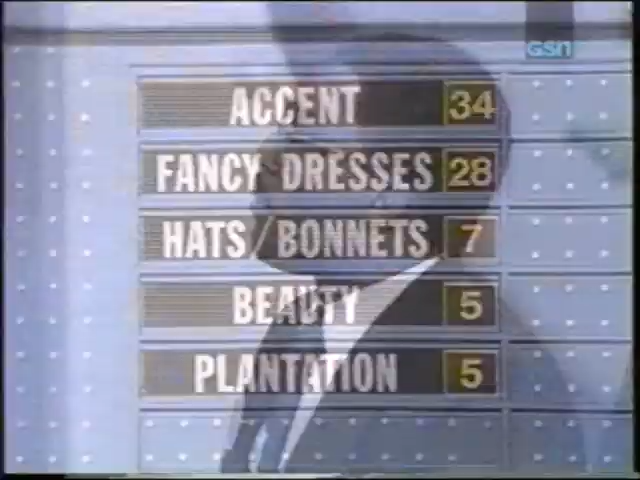 GSN
ACCENT 34
FANCY DRESSES 28
HATS/BONNETS 7
BEAUTY 5
PLANTATION 5